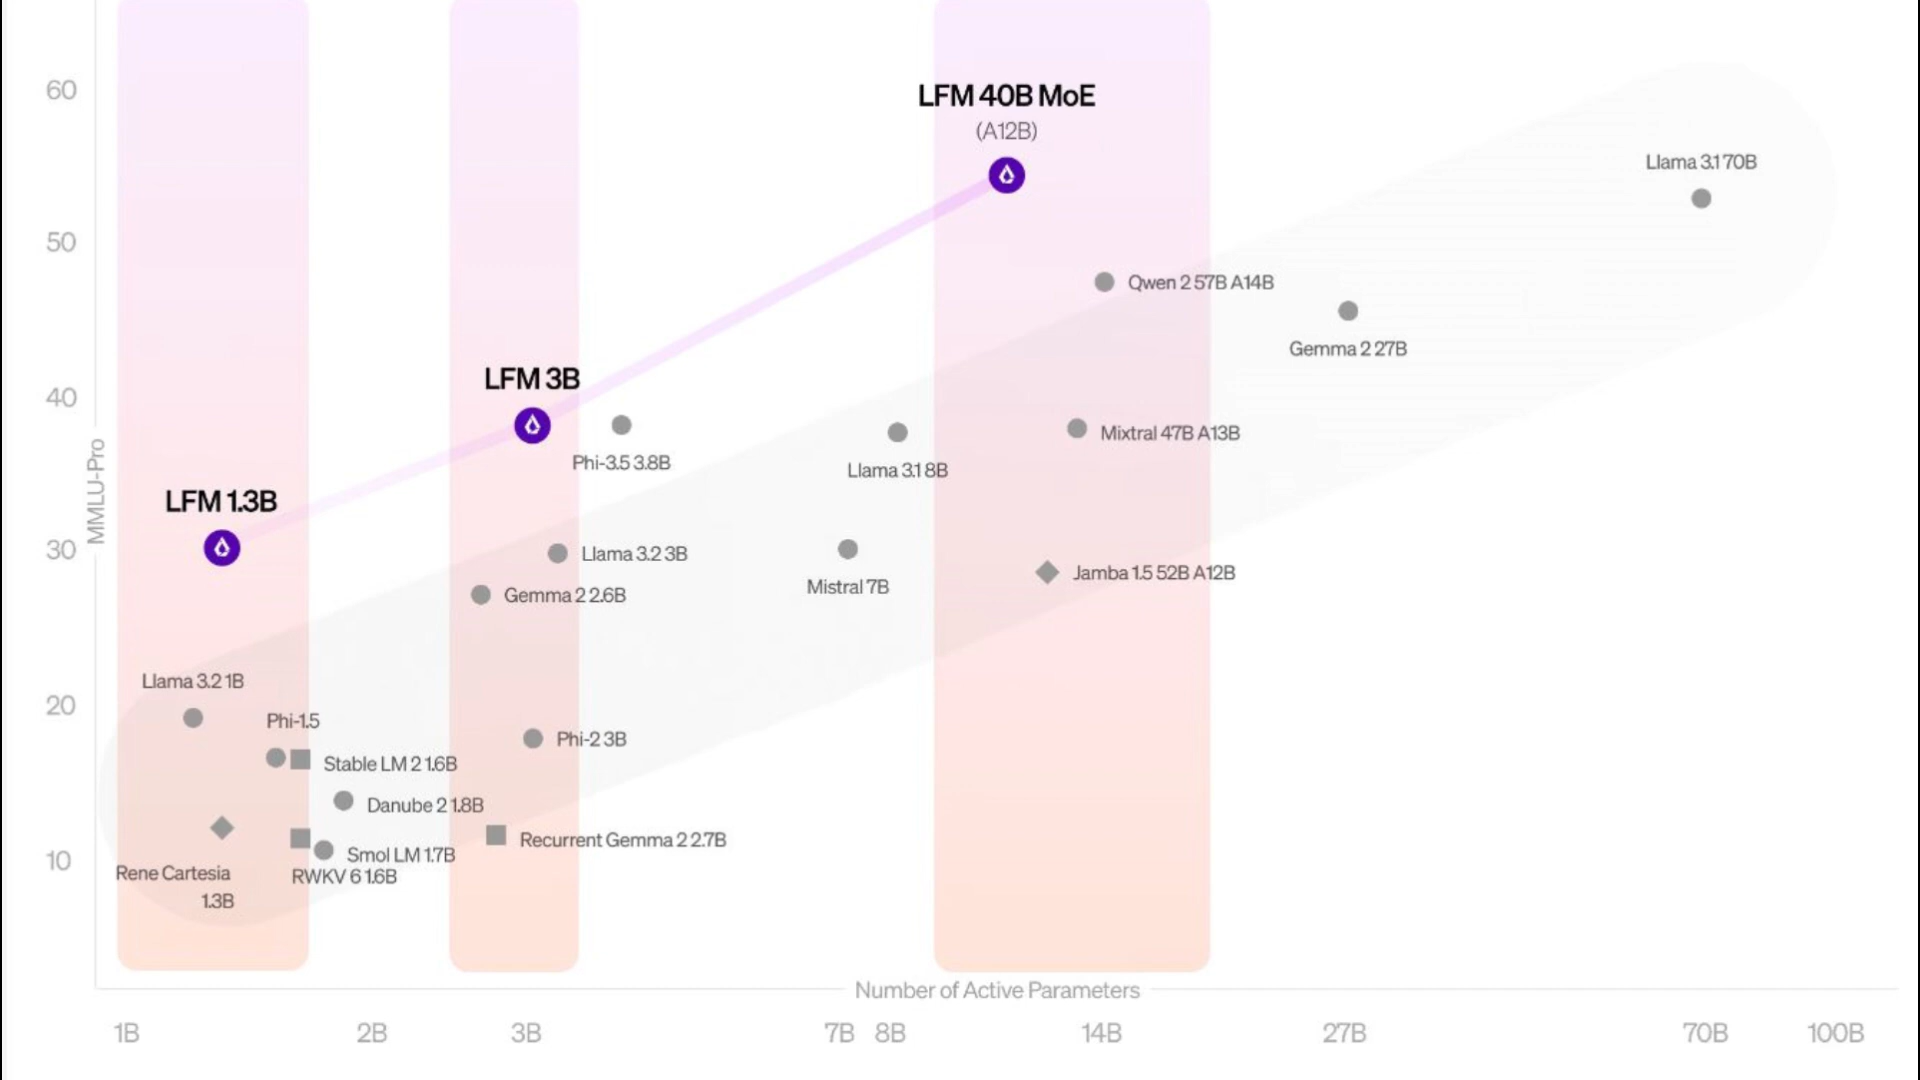 60
LFM 40B MoE
(A12B)
Llama 3.1 70B
50
Qwen 2 57B A14B
Gemma 2 27B
LFM 3B
40
Phi-3.5 3.8B
Mixtral 47B A13B
Llama 3.1 8B
MMLU-Pro
LFM 1.3B
30
Llama 3.2 3B
Mistral 7B
Jamba 1.5 52B A12B
Gemma 2 2.6B
Llama 3.2 1B
20
Phi-1.5
Phi-2 3B
Stable LM 2 1.6B
Danube 2 1.8B
Recurrent Gemma 2 2.7B
10
Smol LM 1.7B
Rene Cartesia
1.3B
RWKV 6 1.6B
Number of Active Parameters
1B 2B 3B 7B 8B 14B 27B 70B 100B